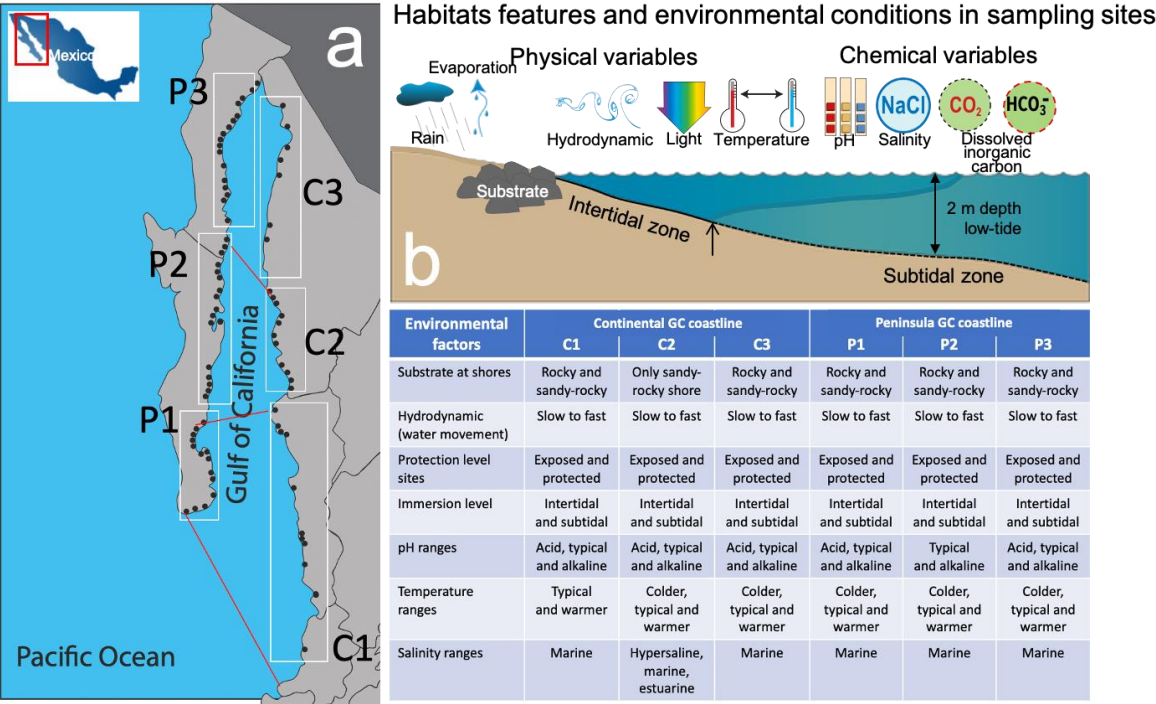 Mexico
a
P3
C3
P2
C2
P1
Gulf of California
C1
Pacific Ocean
Habitats features and environmental conditions in sampling sites
Physical variables
Chemical variables
Evaporation
Rain
Hydrodynamic
Light
Temperature
pH
NaCl
Salinity
CO₂
HCO₃⁻
Dissolved
inorganic
carbon
Substrate
Intertidal zone
2 m depth
low-tide
b
Subtidal zone
Environmental factors Continental GC coastline Peninsula GC coastline
C1 C2 C3 P1 P2 P3
Substrate at shores Rocky and Only sandy- Rocky and Rocky and Rocky and Rocky and
sandy-rocky rocky shore sandy-rocky sandy-rocky sandy-rocky sandy-rocky
Hydrodynamic Slow to fast Slow to fast Slow to fast Slow to fast Slow to fast Slow to fast
(water movement)
Protection level Exposed and Exposed and Exposed and Exposed and Exposed and Exposed and
sites protected protected protected protected protected protected
Immersion level Intertidal Intertidal Intertidal Intertidal Intertidal Intertidal
and subtidal and subtidal and subtidal and subtidal and subtidal and subtidal
pH ranges Acid, typical Acid, typical Acid, typical Acid, typical Typical Acid, typical
and alkaline and alkaline and alkaline and alkaline and alkaline and alkaline
Temperature Typical Colder, Colder, Colder, Colder, Colder,
ranges and warmer typical and typical and typical and typical and typical and
warmer warmer warmer warmer warmer
Salinity ranges Marine Hypersaline, Marine Marine Marine Marine
marine,
estuarine